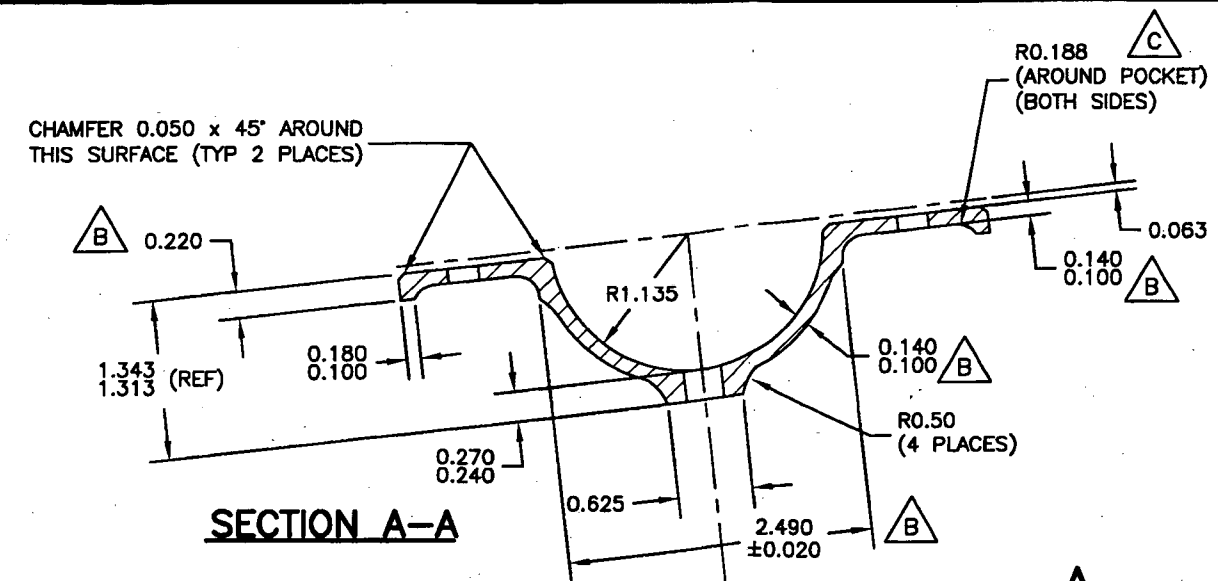 R0.188 C
(AROUND POCKET)
(BOTH SIDES)
CHAMFER 0.050 x 45° AROUND
THIS SURFACE (TYP 2 PLACES)
B 0.220
0.063
0.140
0.100 B
R1.135
1.343
1.313 (REF)
0.180
0.100
0.140
0.100 B
R0.50
(4 PLACES)
0.270
0.240
0.625
2.490
±0.020
B
SECTION A-A